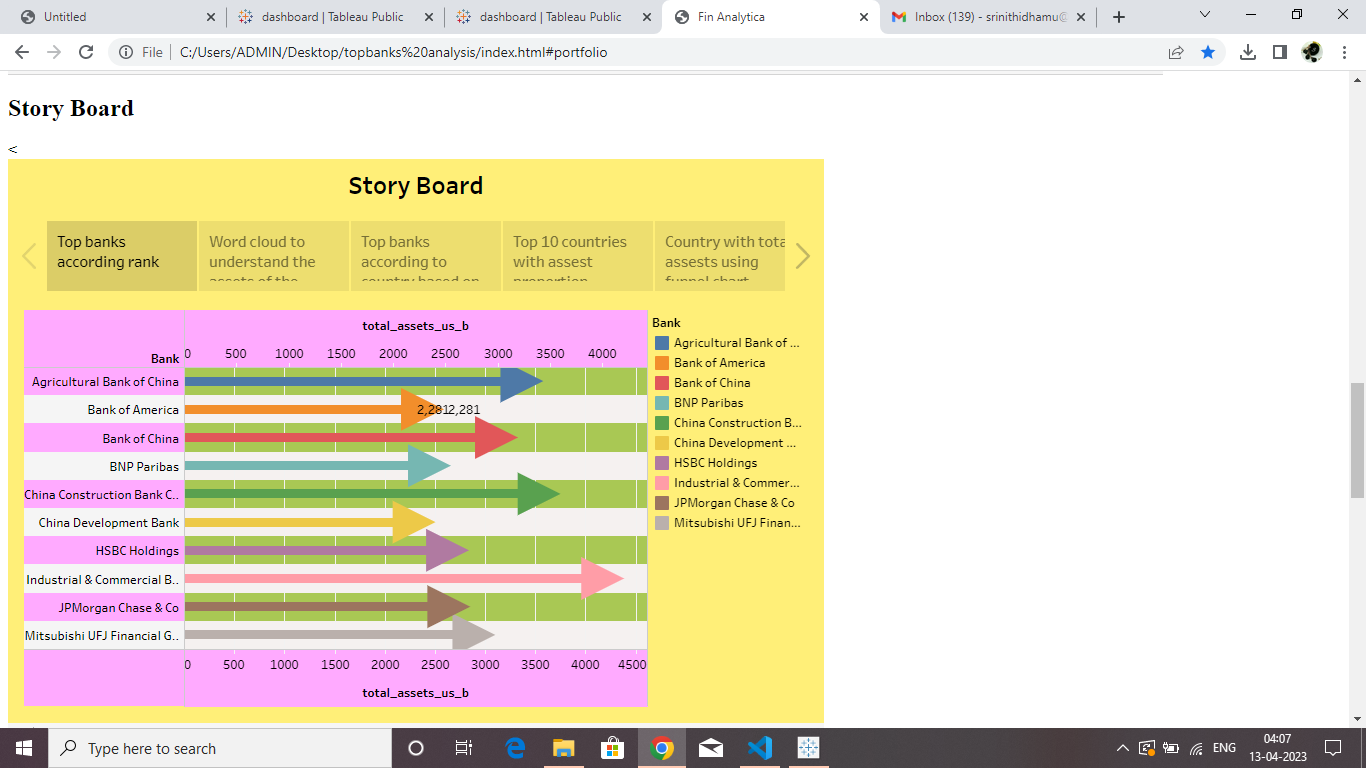 Untitled
dashboard | Tableau Public
dashboard | Tableau Public
Fin Analytica
Inbox (139) - srinithidhamu@
File
C:/Users/ADMIN/Desktop/topbanks%20analysis/index.html#portfolio
Story Board
<
Story Board
Top banks
according rank
Word cloud to
understand the
assets of the
Top banks
according to
country based on
Top 10 countries
with assest
proportion
Country with tota
assests using
funnel chart
total_assets_us_b
Bank
0 500 1000 1500 2000 2500 3000 3500 4000
Agricultural Bank of China
Bank of America
2,281 2,281
Bank of China
BNP Paribas
China Construction Bank C..
China Development Bank
HSBC Holdings
Industrial & Commercial B..
JPMorgan Chase & Co
Mitsubishi UFJ Financial G..
0 500 1000 1500 2000 2500 3000 3500 4000 4500
total_assets_us_b
Bank
Agricultural Bank of ...
Bank of America
Bank of China
BNP Paribas
China Construction B...
China Development ...
HSBC Holdings
Industrial & Commer...
JPMorgan Chase & Co
Mitsubishi UFJ Finan...
Type here to search
ENG
04:07
13-04-2023